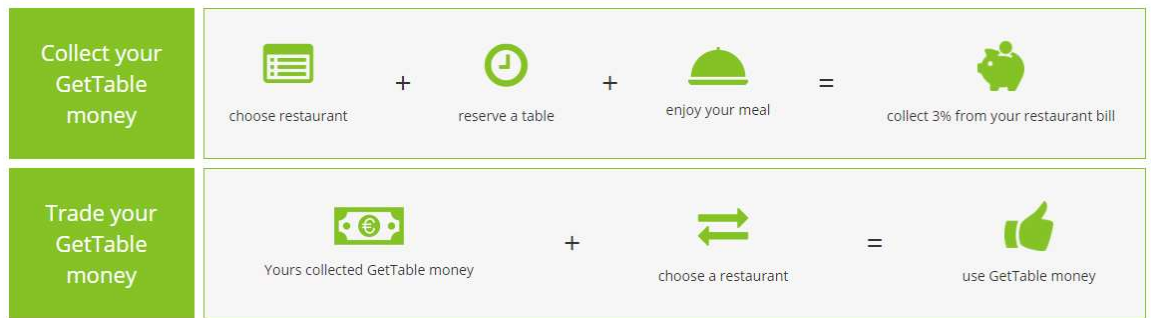 Collect your
GetTable
money
choose restaurant
+
reserve a table
+
enjoy your meal
=
collect 3% from your restaurant bill
Trade your
GetTable
money
€
Yours collected GetTable money
+
choose a restaurant
=
use GetTable money